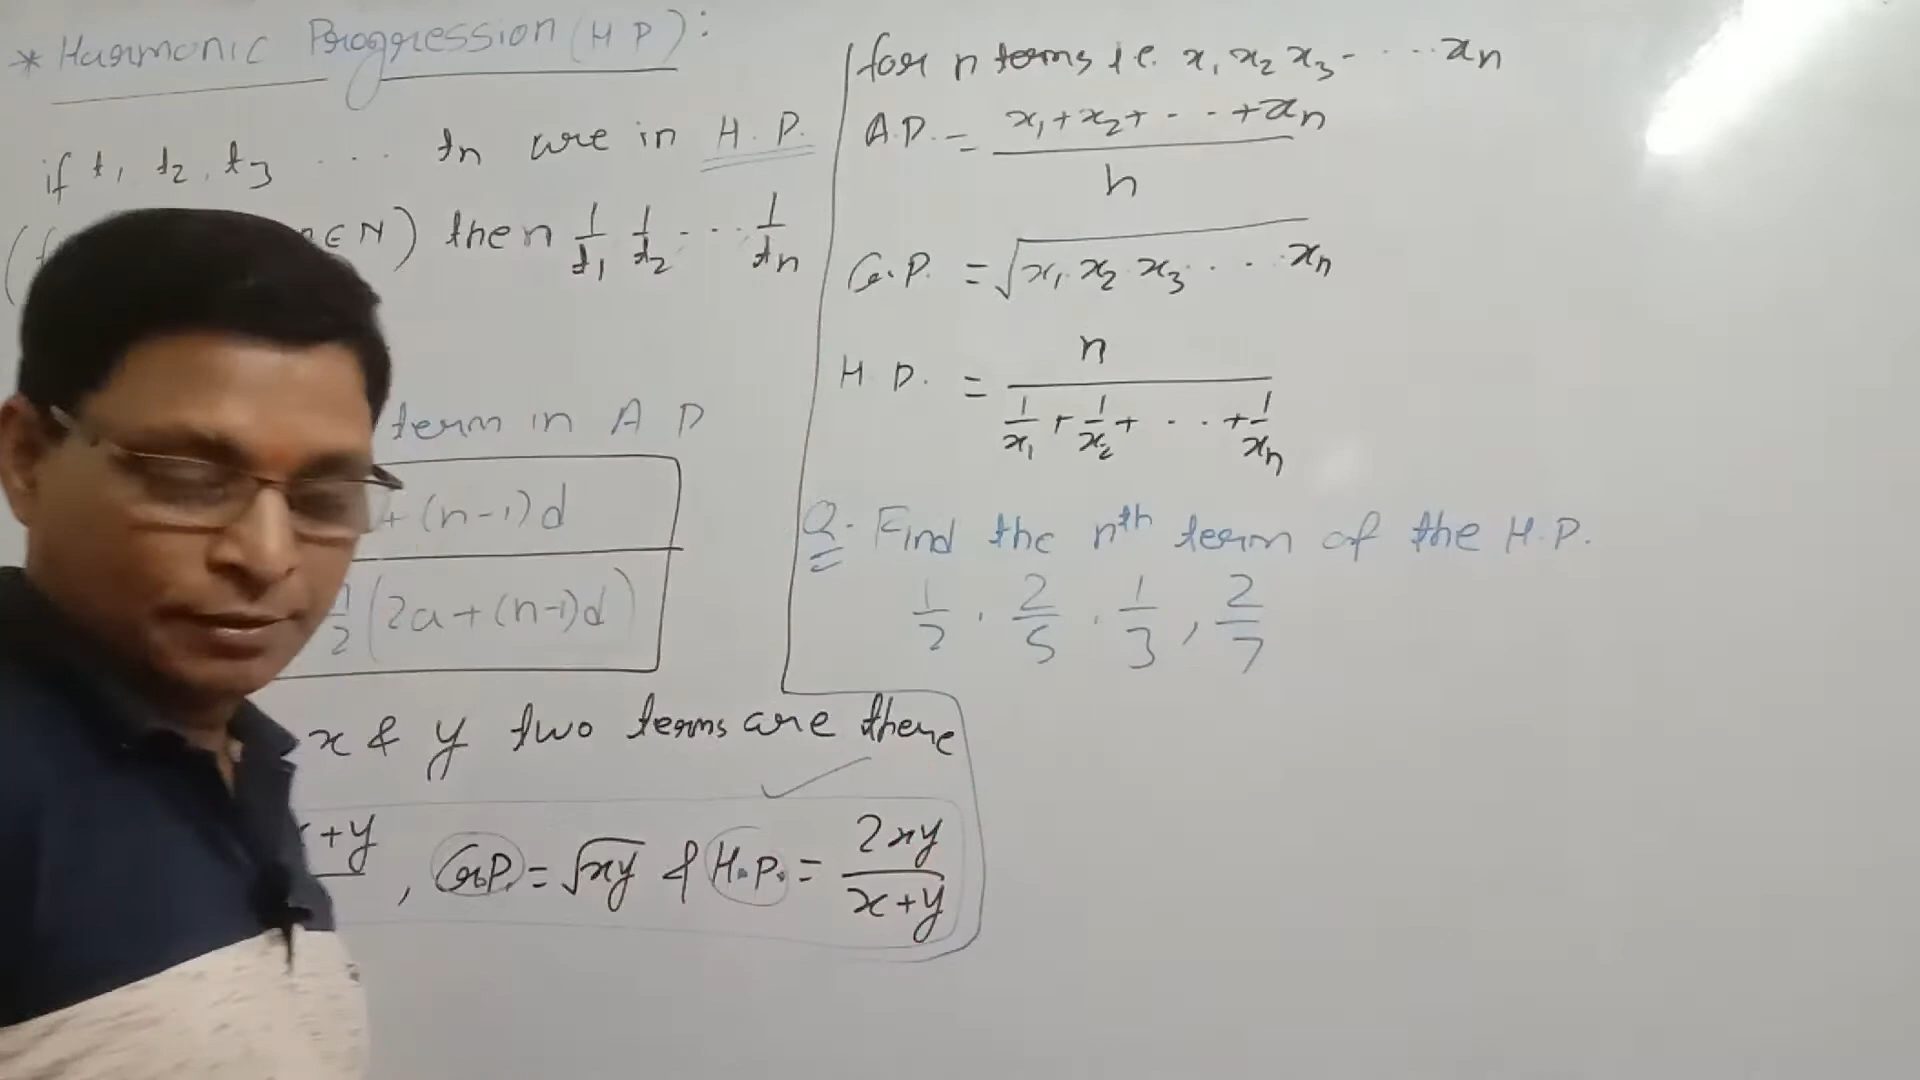 * Harmonic Progression (H P) :
if t₁ t₂, t₃ ... tn are in H.P.
( ∈ N) then 1/t₁ 1/t₂ ... 1/tn
term in A P
+ (n-1)d
/2 (2a+(n-1)d)
x & y two terms are there
+y , G.P. = √xy & H.P. = 2xy/x+y
for n terms i.e. x₁ x₂ x₃- ... xn
A.P. = x₁+x₂+ - .. +xn/n
G.P. = √x₁ x₂ x₃ ... xn
H.P. = n/1/x₁ + 1/x₂ + ... + 1/xn
Q. Find the nth term of the H.P.
1/2 , 2/5 , 1/3 , 2/7